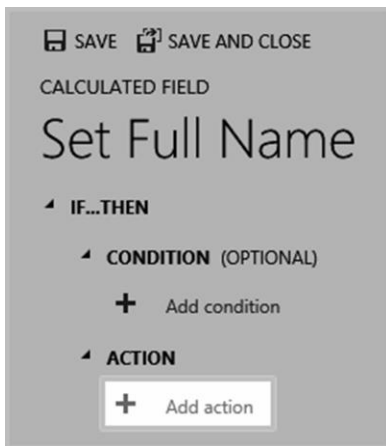 SAVE SAVE AND CLOSE
CALCULATED FIELD
Set Full Name
IF...THEN
CONDITION (OPTIONAL)
Add condition
ACTION
Add action